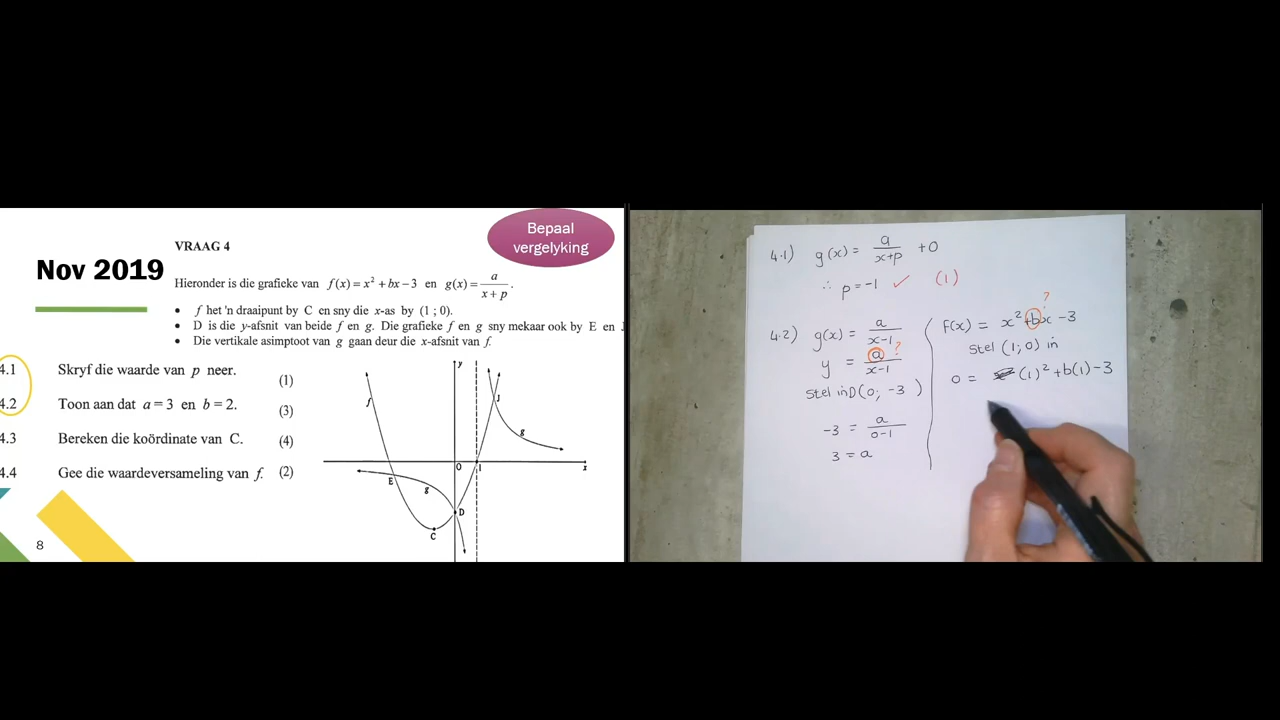 Bepaal
vergelyking
VRAAG 4
Nov 2019
Hieronder is die grafieke van f(x) = x² + bx − 3 en g(x) = a/(x + p).
• f het 'n draaipunt by C en sny die x-as by (1 ; 0).
• D is die y-afsnit van beide f en g. Die grafieke f en g sny mekaar ook by E en J
• Die vertikale asimptoot van g gaan deur die x-afsnit van f.
4.1 Skryf die waarde van p neer. (1)
4.2 Toon aan dat a = 3 en b = 2. (3)
4.3 Bereken die koördinate van C. (4)
4.4 Gee die waardeversameling van f. (2)
y
f
J
g
0
1
x
E
g
D
C
8
4.1) g(x) = a/(x+p) + 0
∴ p = -1 ✓ (1)
4.2) g(x) = a/(x-1)
y = a/(x-1) ?
Stel in D(0; -3)
-3 = a/(0-1)
3 = a
?
f(x) = x² + bx - 3
Stel (1; 0) in
0 = (1)² + b(1) - 3